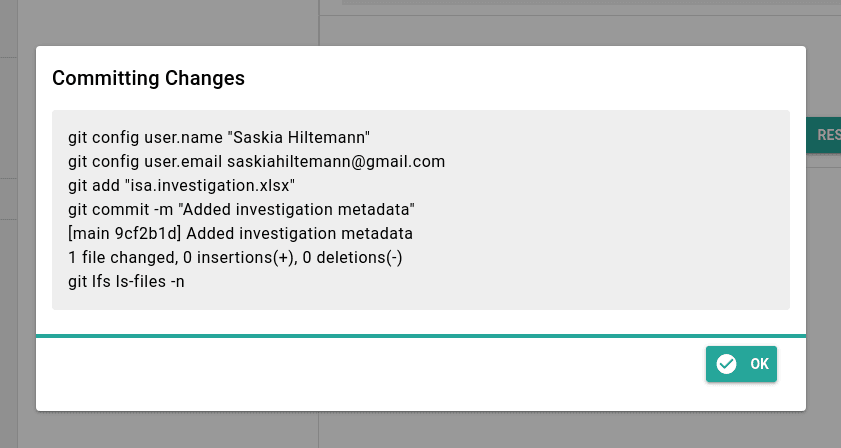 Committing Changes
git config user.name "Saskia Hiltemann"
git config user.email saskiahiltemann@gmail.com
git add "isa.investigation.xlsx"
git commit -m "Added investigation metadata"
[main 9cf2b1d] Added investigation metadata
1 file changed, 0 insertions(+), 0 deletions(-)
git lfs ls-files -n
RES
OK